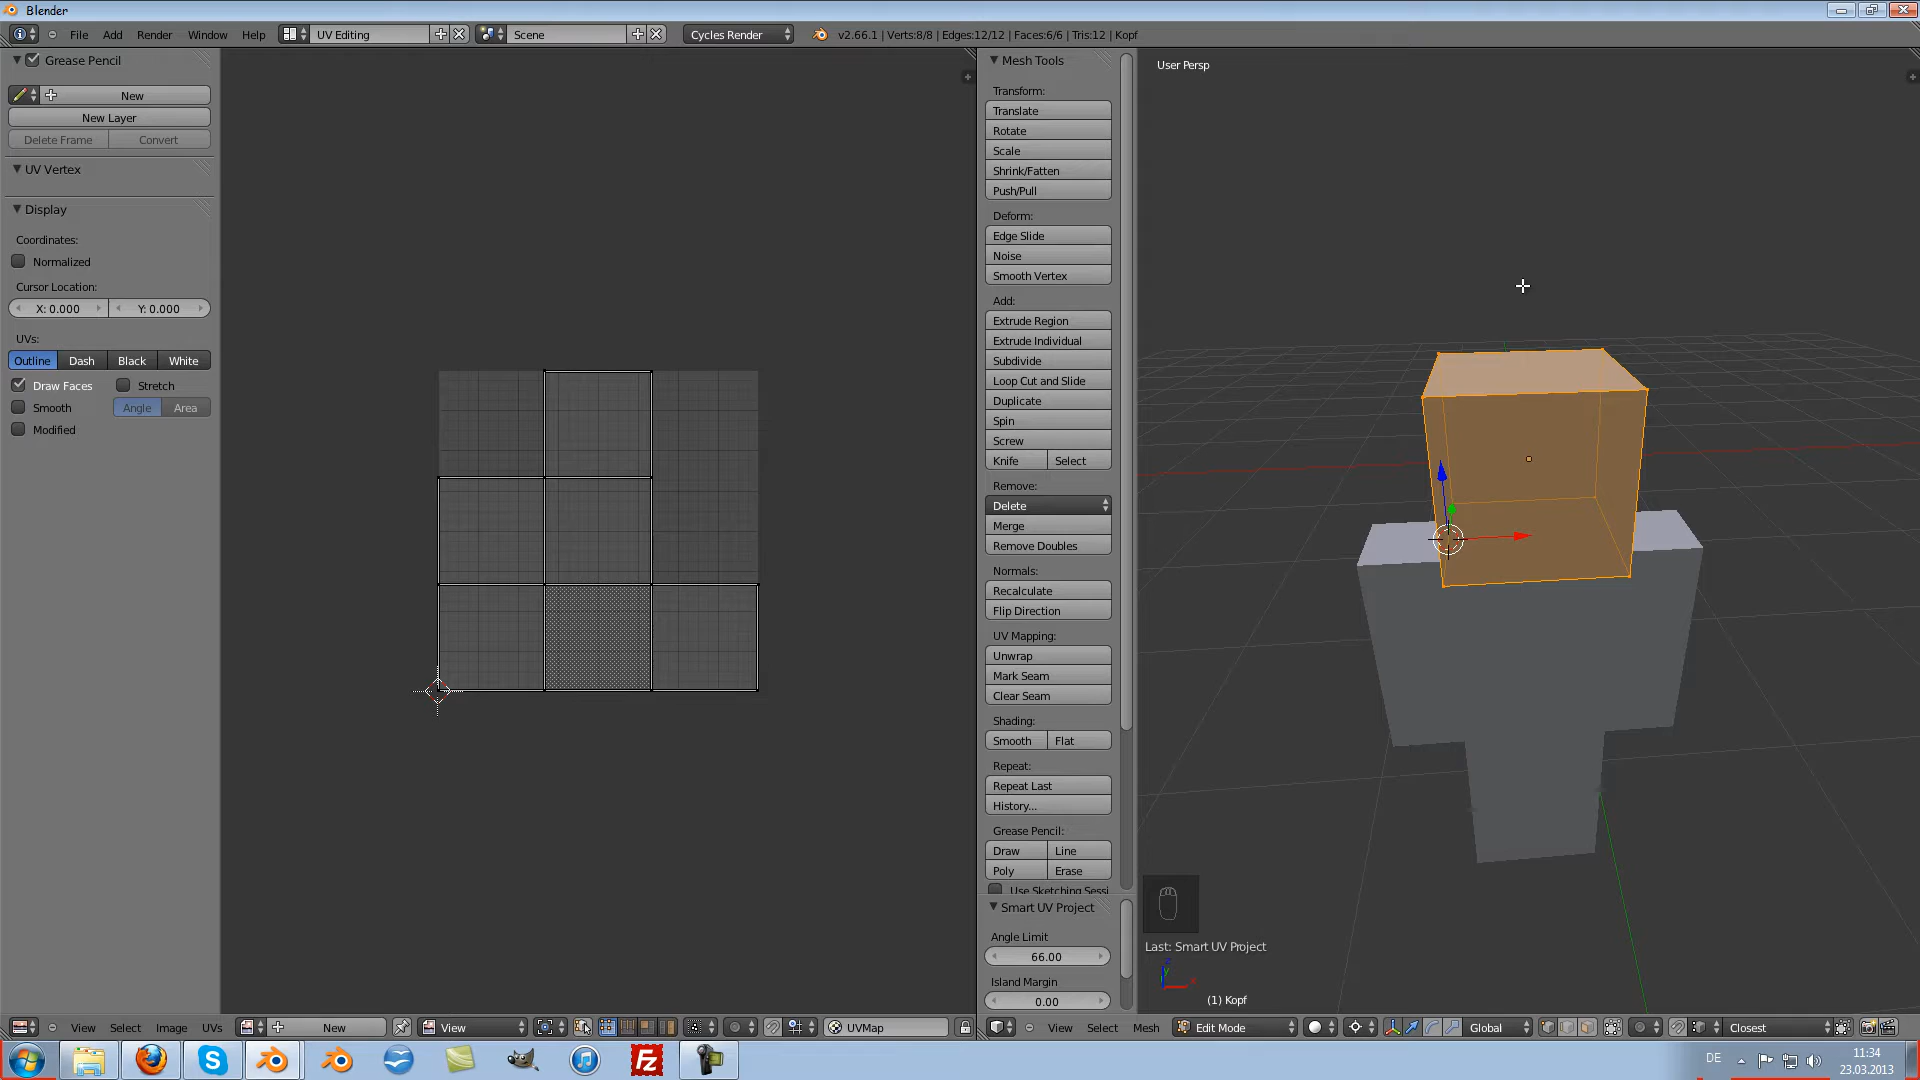 Blender
File Add Render Window Help UV Editing Scene Cycles Render v2.66.1 | Verts:8/8 | Edges:12/12 | Faces:6/6 | Tris:12 | Kopf
Grease Pencil
New
New Layer
Delete Frame Convert
UV Vertex
Display
Coordinates:
Normalized
Cursor Location:
X: 0.000 Y: 0.000
UVs:
Outline Dash Black White
Draw Faces Stretch
Smooth Angle Area
Modified
Mesh Tools
Transform:
Translate
Rotate
Scale
Shrink/Fatten
Push/Pull
Deform:
Edge Slide
Noise
Smooth Vertex
Add:
Extrude Region
Extrude Individual
Subdivide
Loop Cut and Slide
Duplicate
Spin
Screw
Knife Select
Remove:
Delete
Merge
Remove Doubles
Normals:
Recalculate
Flip Direction
UV Mapping:
Unwrap
Mark Seam
Clear Seam
Shading:
Smooth Flat
Repeat:
Repeat Last
History...
Grease Pencil:
Draw Line
Poly Erase
Use Sketching Sessi
Smart UV Project
Angle Limit
66.00
Island Margin
0.00
User Persp
Last: Smart UV Project
(1) Kopf
View Select Image UVs New View UVMap
View Select Mesh Edit Mode Global Closest
DE
11:34
23.03.2013